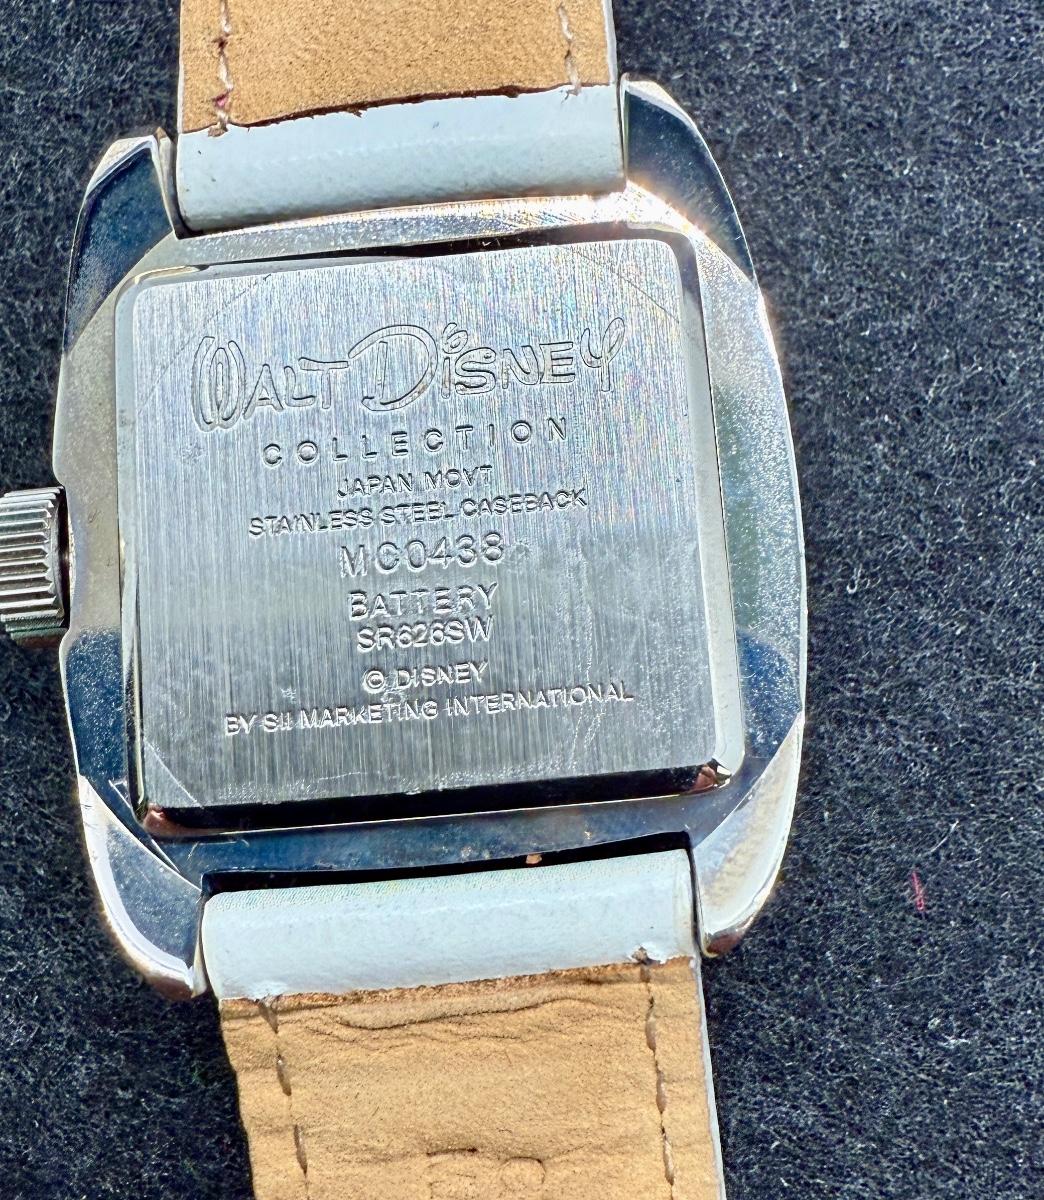 WALT DISNEY
COLLECTION
JAPAN MOVT
STAINLESS STEEL CASEBACK
MC0438
BATTERY
SR626SW
© DISNEY
BY SII MARKETING INTERNATIONAL